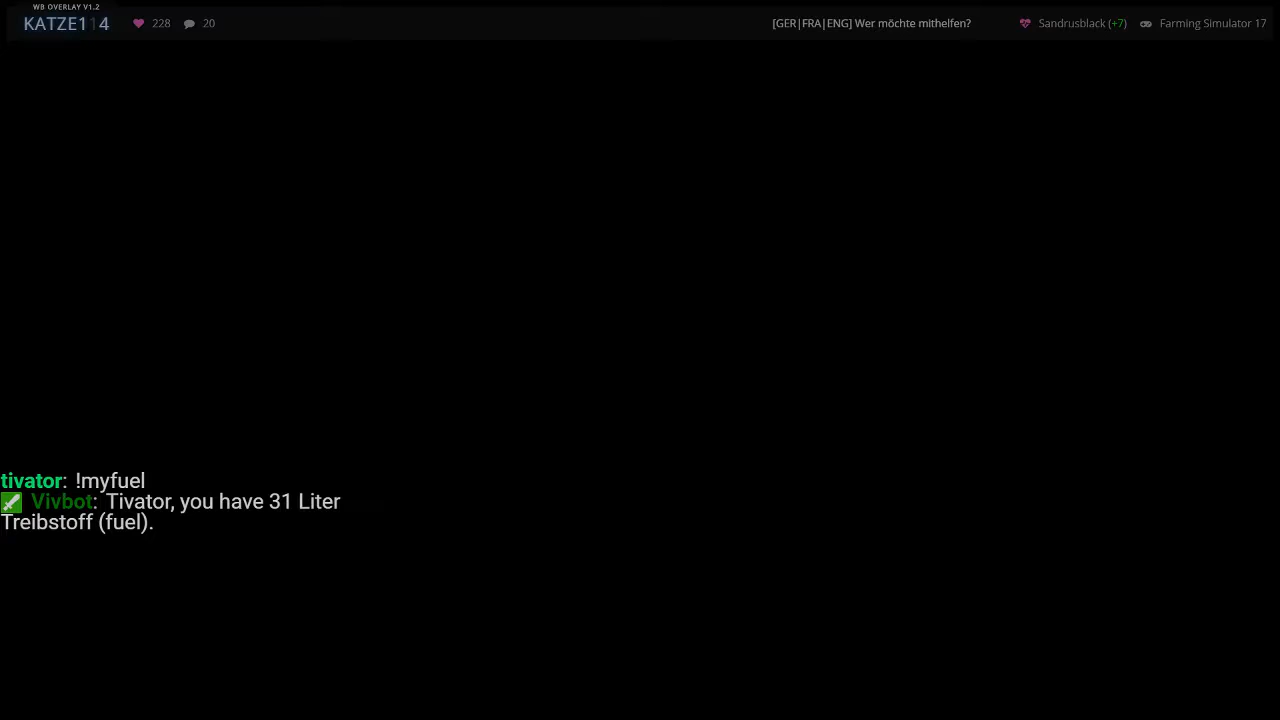 WB OVERLAY V1.2
KATZE114 228 20 [GER|FRA|ENG] Wer möchte mithelfen? Sandrusblack (+7) Farming Simulator 17
tivator: !myfuel
Vivbot: Tivator, you have 31 Liter
Treibstoff (fuel).